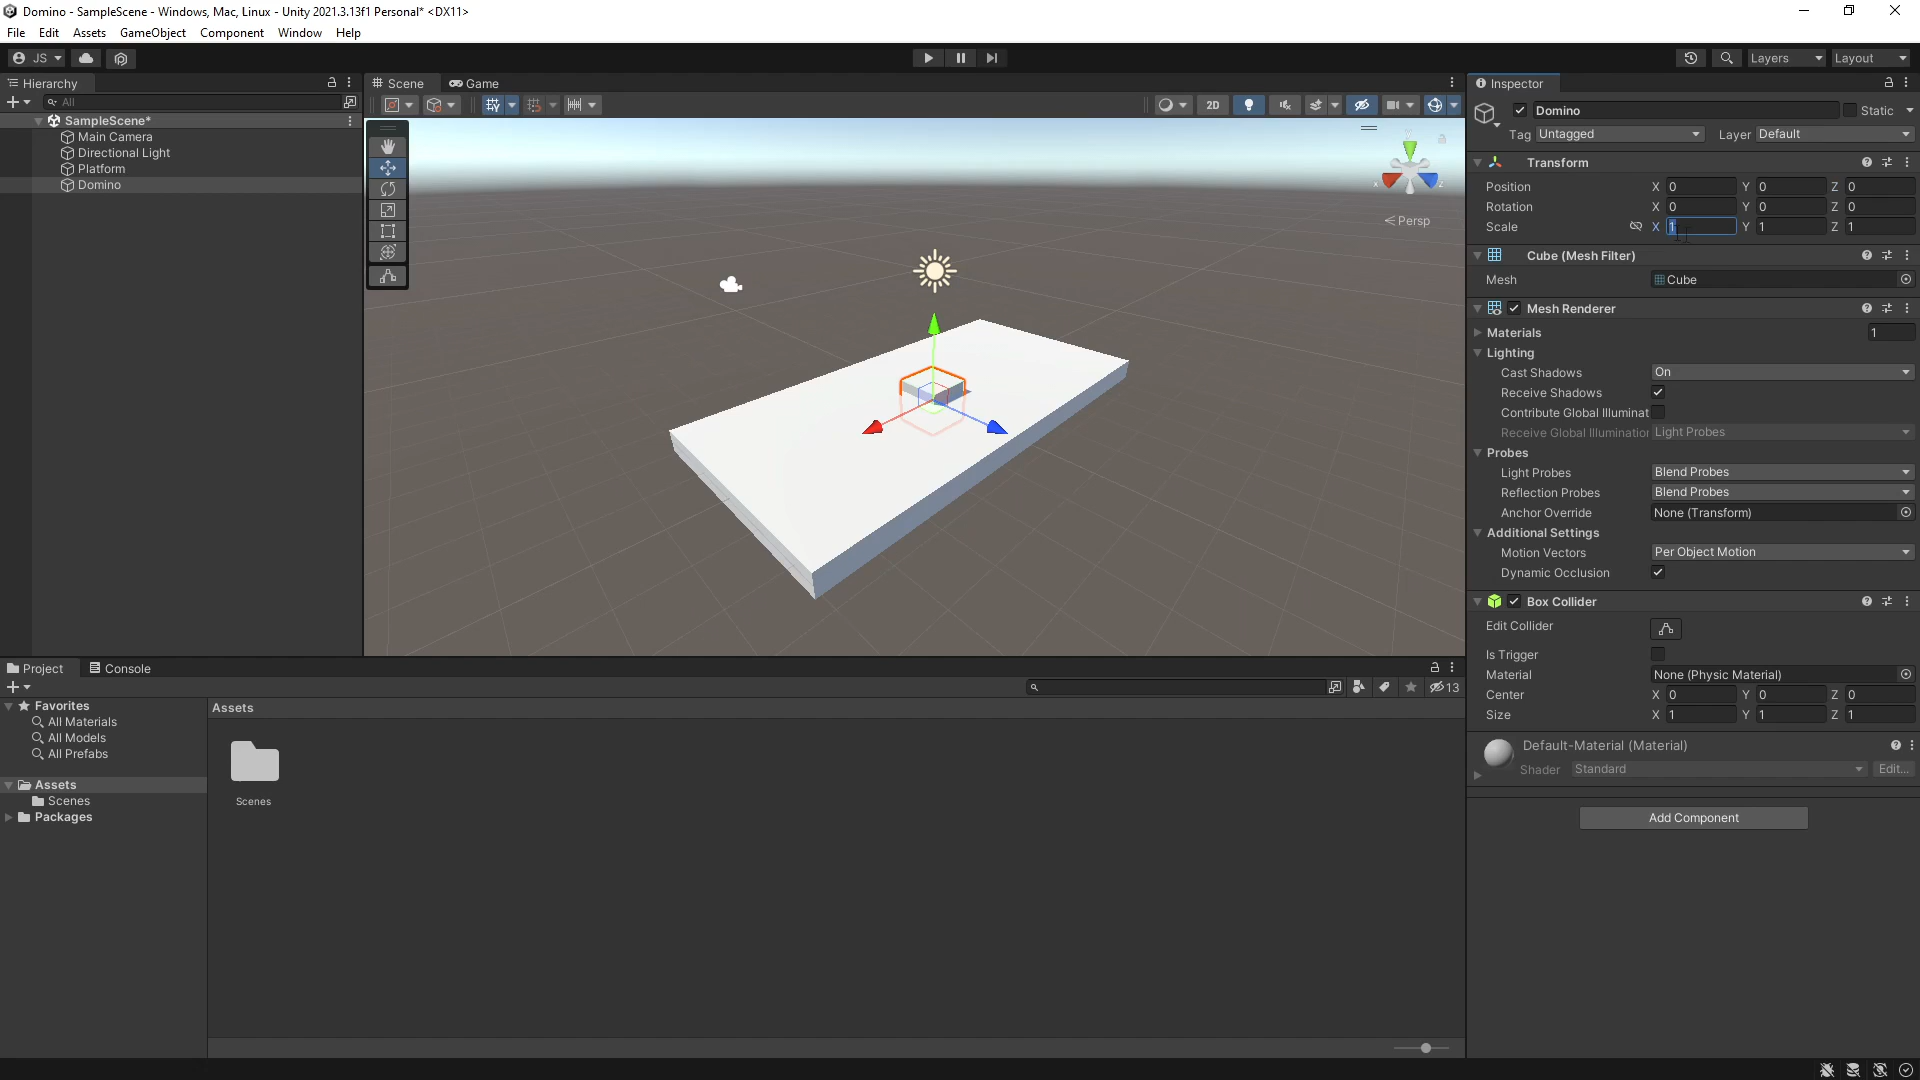 Domino - SampleScene - Windows, Mac, Linux - Unity 2021.3.13f1 Personal* <DX11>
File Edit Assets GameObject Component Window Help
JS
Layers Layout
Hierarchy
All
SampleScene*
Main Camera
Directional Light
Platform
Domino
Scene Game
2D
y
x
z
Persp
Inspector
Domino Static
Tag Untagged Layer Default
Transform
Position X 0 Y 0 Z 0
Rotation X 0 Y 0 Z 0
Scale X 1 Y 1 Z 1
Cube (Mesh Filter)
Mesh Cube
Mesh Renderer
Materials 1
Lighting
Cast Shadows On
Receive Shadows
Contribute Global Illuminat
Receive Global Illumination Light Probes
Probes
Light Probes Blend Probes
Reflection Probes Blend Probes
Anchor Override None (Transform)
Additional Settings
Motion Vectors Per Object Motion
Dynamic Occlusion
Box Collider
Edit Collider
Is Trigger
Material None (Physic Material)
Center X 0 Y 0 Z 0
Size X 1 Y 1 Z 1
Default-Material (Material)
Shader Standard Edit...
Add Component
Project Console
13
Favorites
All Materials
All Models
All Prefabs
Assets
Scenes
Packages
Assets
Scenes